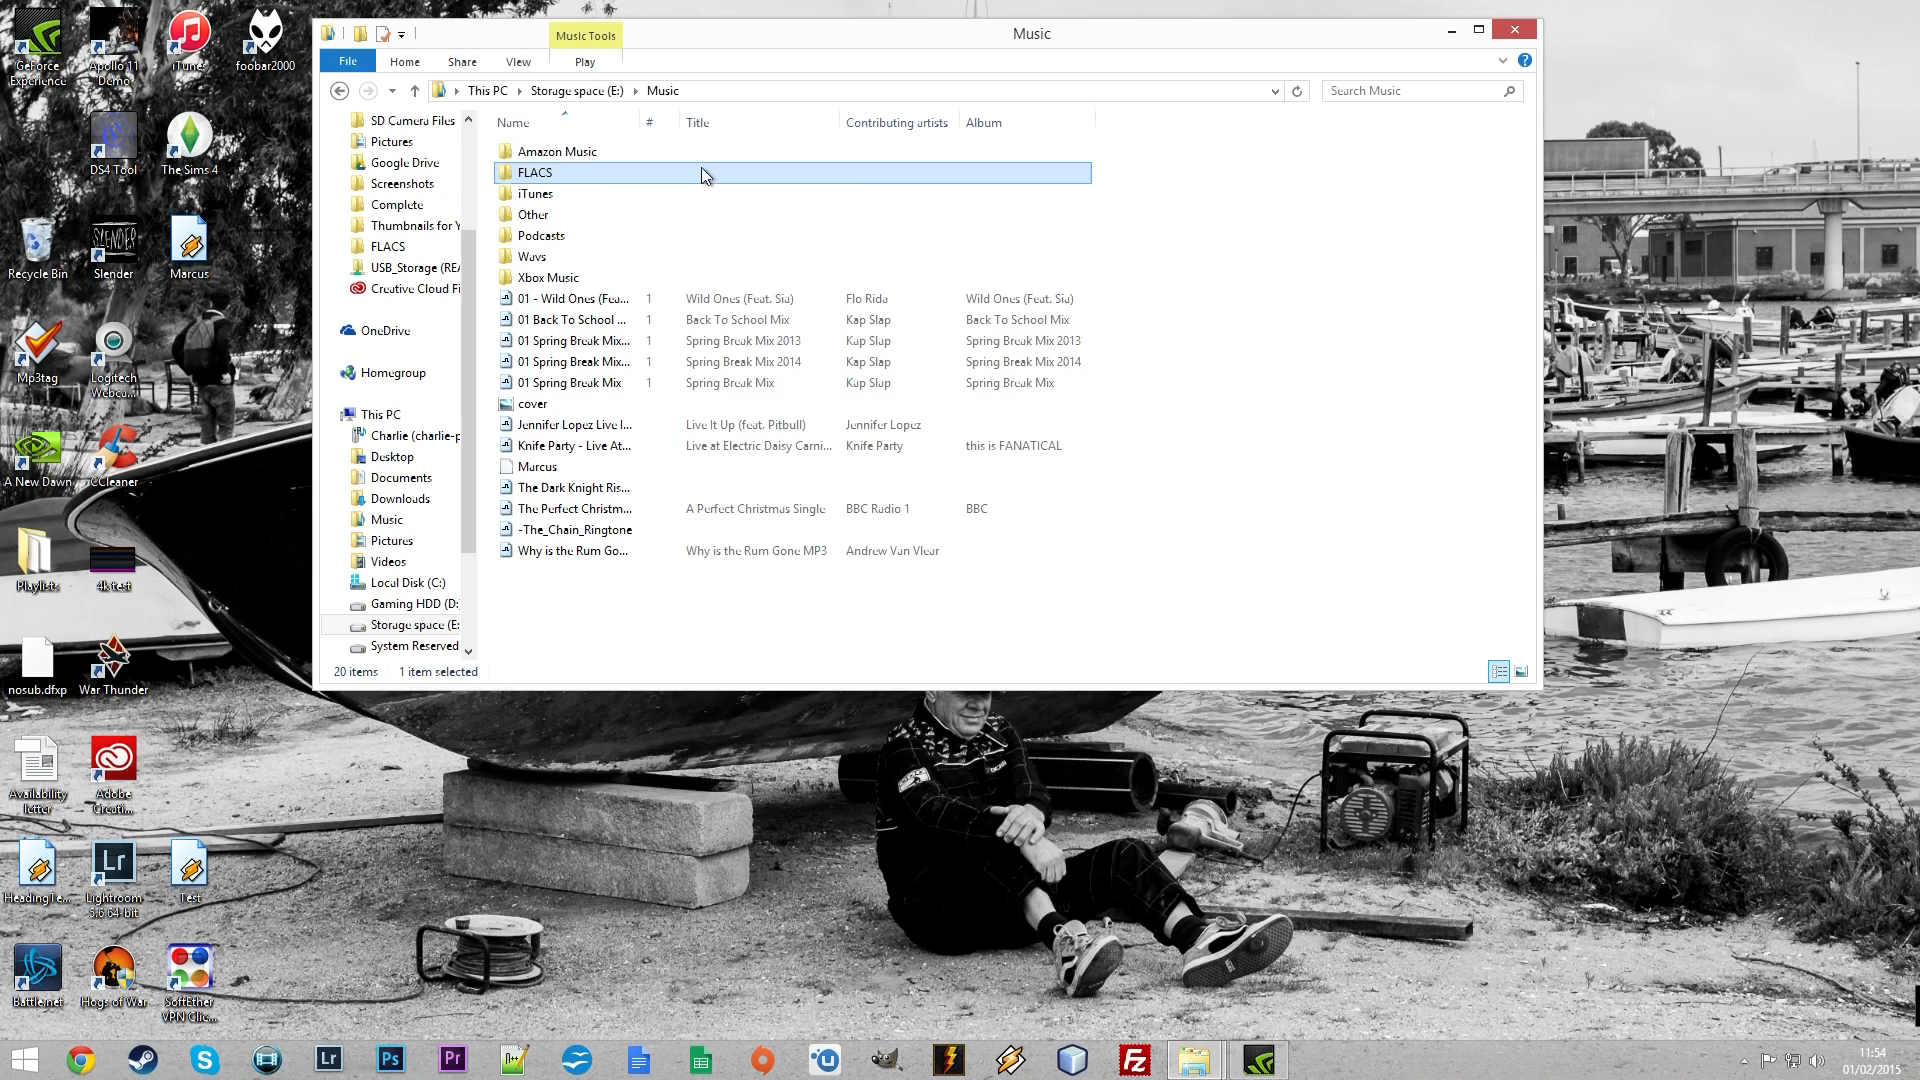 GeForce Experience
Apollo 11 Demo
iTunes
foobar2000
DS4 Tool
The Sims 4
Recycle Bin
SLENDER
Slender
Marcus
Mp3tag
Logitech Webca...
A New Dawn
CCleaner
Playlists
4k test
nosub.dfxp
War Thunder
Availability letter
Adobe Creati...
HeadingTe...
Lr
Lightroom 5.6 64-bit
Test
Battle.net
Hogs of War
SoftEther VPN Clie...
Music Tools
Music
File
Home
Share
View
Play
This PC
Storage space (E:)
Music
Search Music
SD Camera Files
Pictures
Google Drive
Screenshots
Complete
Thumbnails for Y
FLACS
USB_Storage (REA
Creative Cloud Fi
OneDrive
Homegroup
This PC
Charlie (charlie-p
Desktop
Documents
Downloads
Music
Pictures
Videos
Local Disk (C:)
Gaming HDD (D:
Storage space (E:
System Reserved
Name # Title Contributing artists Album
Amazon Music
FLACS
iTunes
Other
Podcasts
Wavs
Xbox Music
01 - Wild Ones (Fea... 1 Wild Ones (Feat. Sia) Flo Rida Wild Ones (Feat. Sia)
01 Back To School ... 1 Back To School Mix Kap Slap Back To School Mix
01 Spring Break Mix... 1 Spring Break Mix 2013 Kap Slap Spring Break Mix 2013
01 Spring Break Mix... 1 Spring Break Mix 2014 Kap Slap Spring Break Mix 2014
01 Spring Break Mix 1 Spring Break Mix Kap Slap Spring Break Mix
cover
Jennifer Lopez Live I... Live It Up (feat. Pitbull) Jennifer Lopez
Knife Party - Live At... Live at Electric Daisy Carni... Knife Party this is FANATICAL
Marcus
The Dark Knight Ris...
The Perfect Christm... A Perfect Christmas Single BBC Radio 1 BBC
-The_Chain_Ringtone
Why is the Rum Go... Why is the Rum Gone MP3 Andrew Van Vlear
20 items 1 item selected
Lr
Ps
Pr
Fz
11:54
01/02/2015